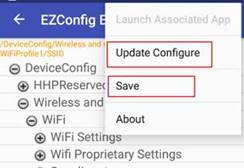 EZConfig E
Launch Associated App
/DeviceConfig/Wireless and
WiFiProfile1/SSID
Update Configure
DeviceConfig
HHPReserved
Save
Wireless and
WiFi
About
WiFi Settings
Wifi Proprietary Settings